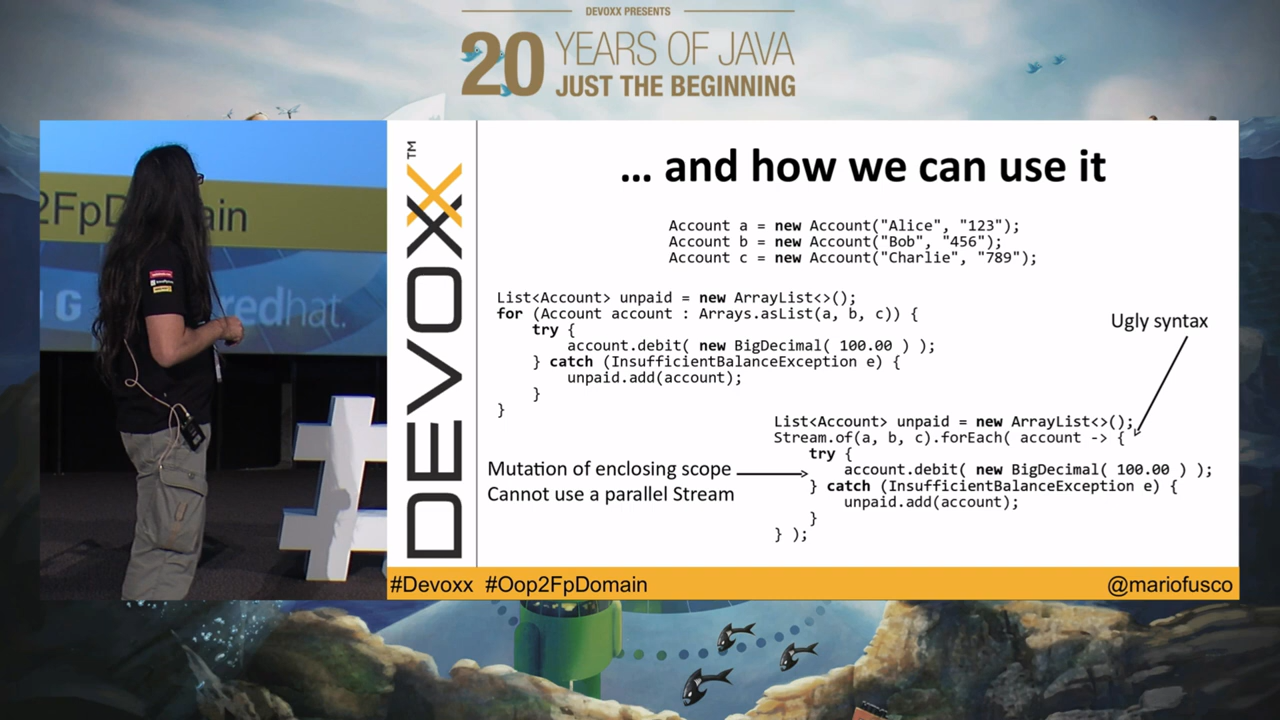 DEVOXX PRESENTS
20 YEARS OF JAVA
JUST THE BEGINNING
2FpDomain
G
redhat.
#
DEVOXX™
... and how we can use it
Account a = new Account("Alice", "123");
Account b = new Account("Bob", "456");
Account c = new Account("Charlie", "789");
List<Account> unpaid = new ArrayList<>();
for (Account account : Arrays.asList(a, b, c)) {
    try {
        account.debit( new BigDecimal( 100.00 ) );
    } catch (InsufficientBalanceException e) {
        unpaid.add(account);
    }
}
Ugly syntax
List<Account> unpaid = new ArrayList<>();
Stream.of(a, b, c).forEach( account -> {
    try {
        account.debit( new BigDecimal( 100.00 ) );
    } catch (InsufficientBalanceException e) {
        unpaid.add(account);
    }
} );
Mutation of enclosing scope
Cannot use a parallel Stream
#Devoxx #Oop2FpDomain
@mariofusco